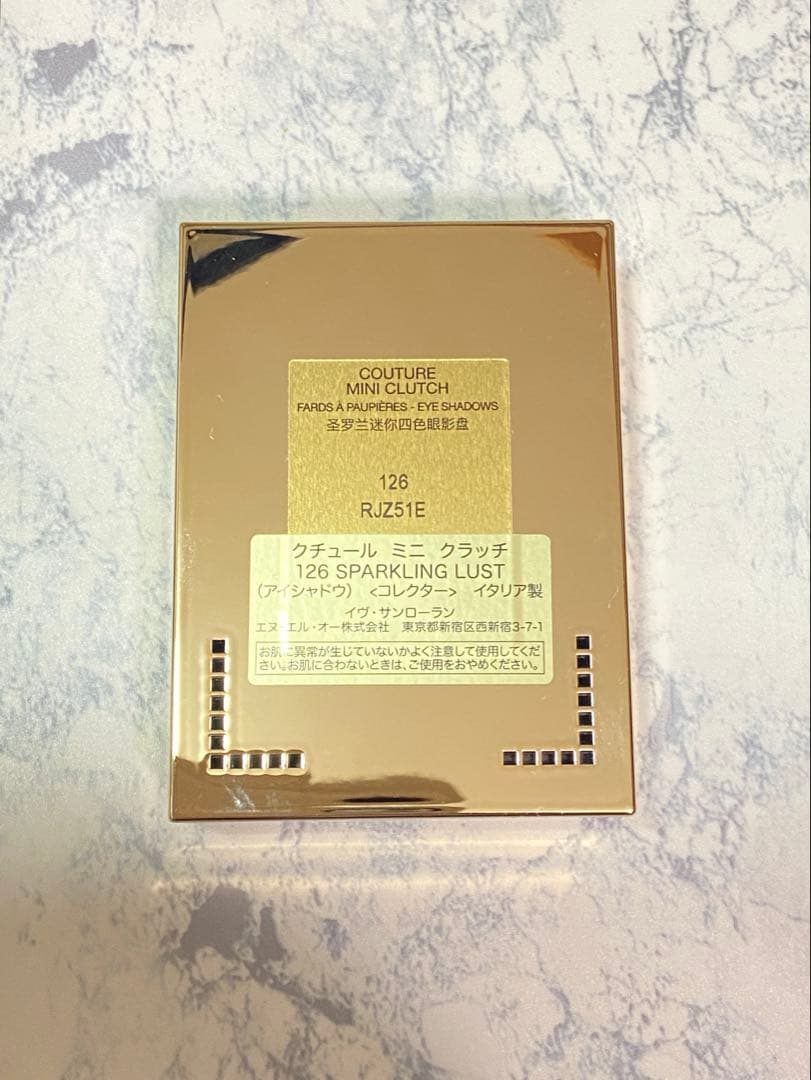 COUTURE
MINI CLUTCH
FARDS À PAUPIÈRES - EYE SHADOWS
圣罗兰迷你四色眼影盘
126
RJZ51E
クチュール ミニ クラッチ
126 SPARKLING LUST
(アイシャドウ) <コレクター> イタリア製
イヴ・サンローラン
エヌ・エル・オー株式会社 東京都新宿区西新宿3-7-1
お肌に異常が生じていないかよく注意して使用してくだ
さい。お肌に合わないときは、ご使用をおやめください。